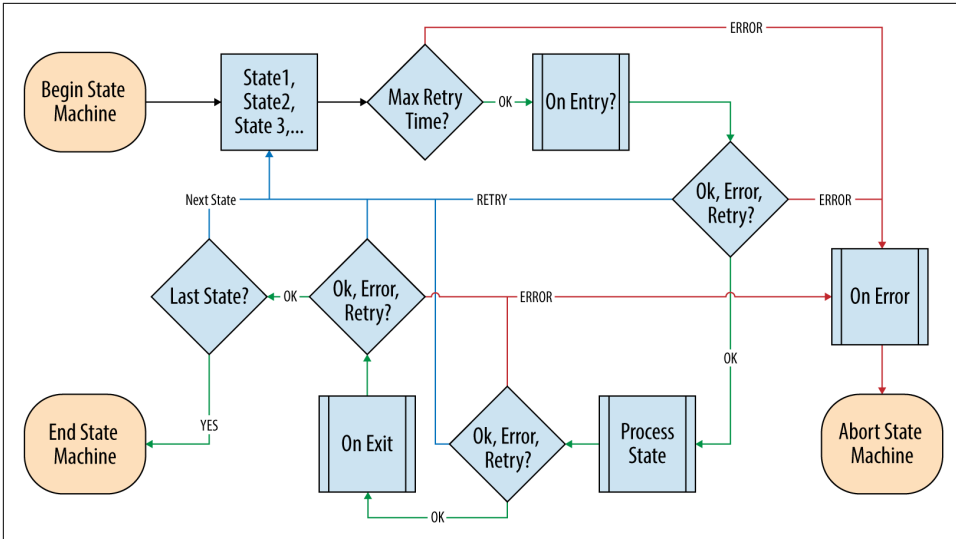 ERROR
Begin State
Machine
State1,
State2,
State 3,...
Max Retry
Time?
OK
On Entry?
Next State
RETRY
Ok, Error,
Retry?
ERROR
Last State?
OK
Ok, Error,
Retry?
ERROR
On Error
OK
YES
End State
Machine
On Exit
Ok, Error,
Retry?
Process
State
Abort State
Machine
OK